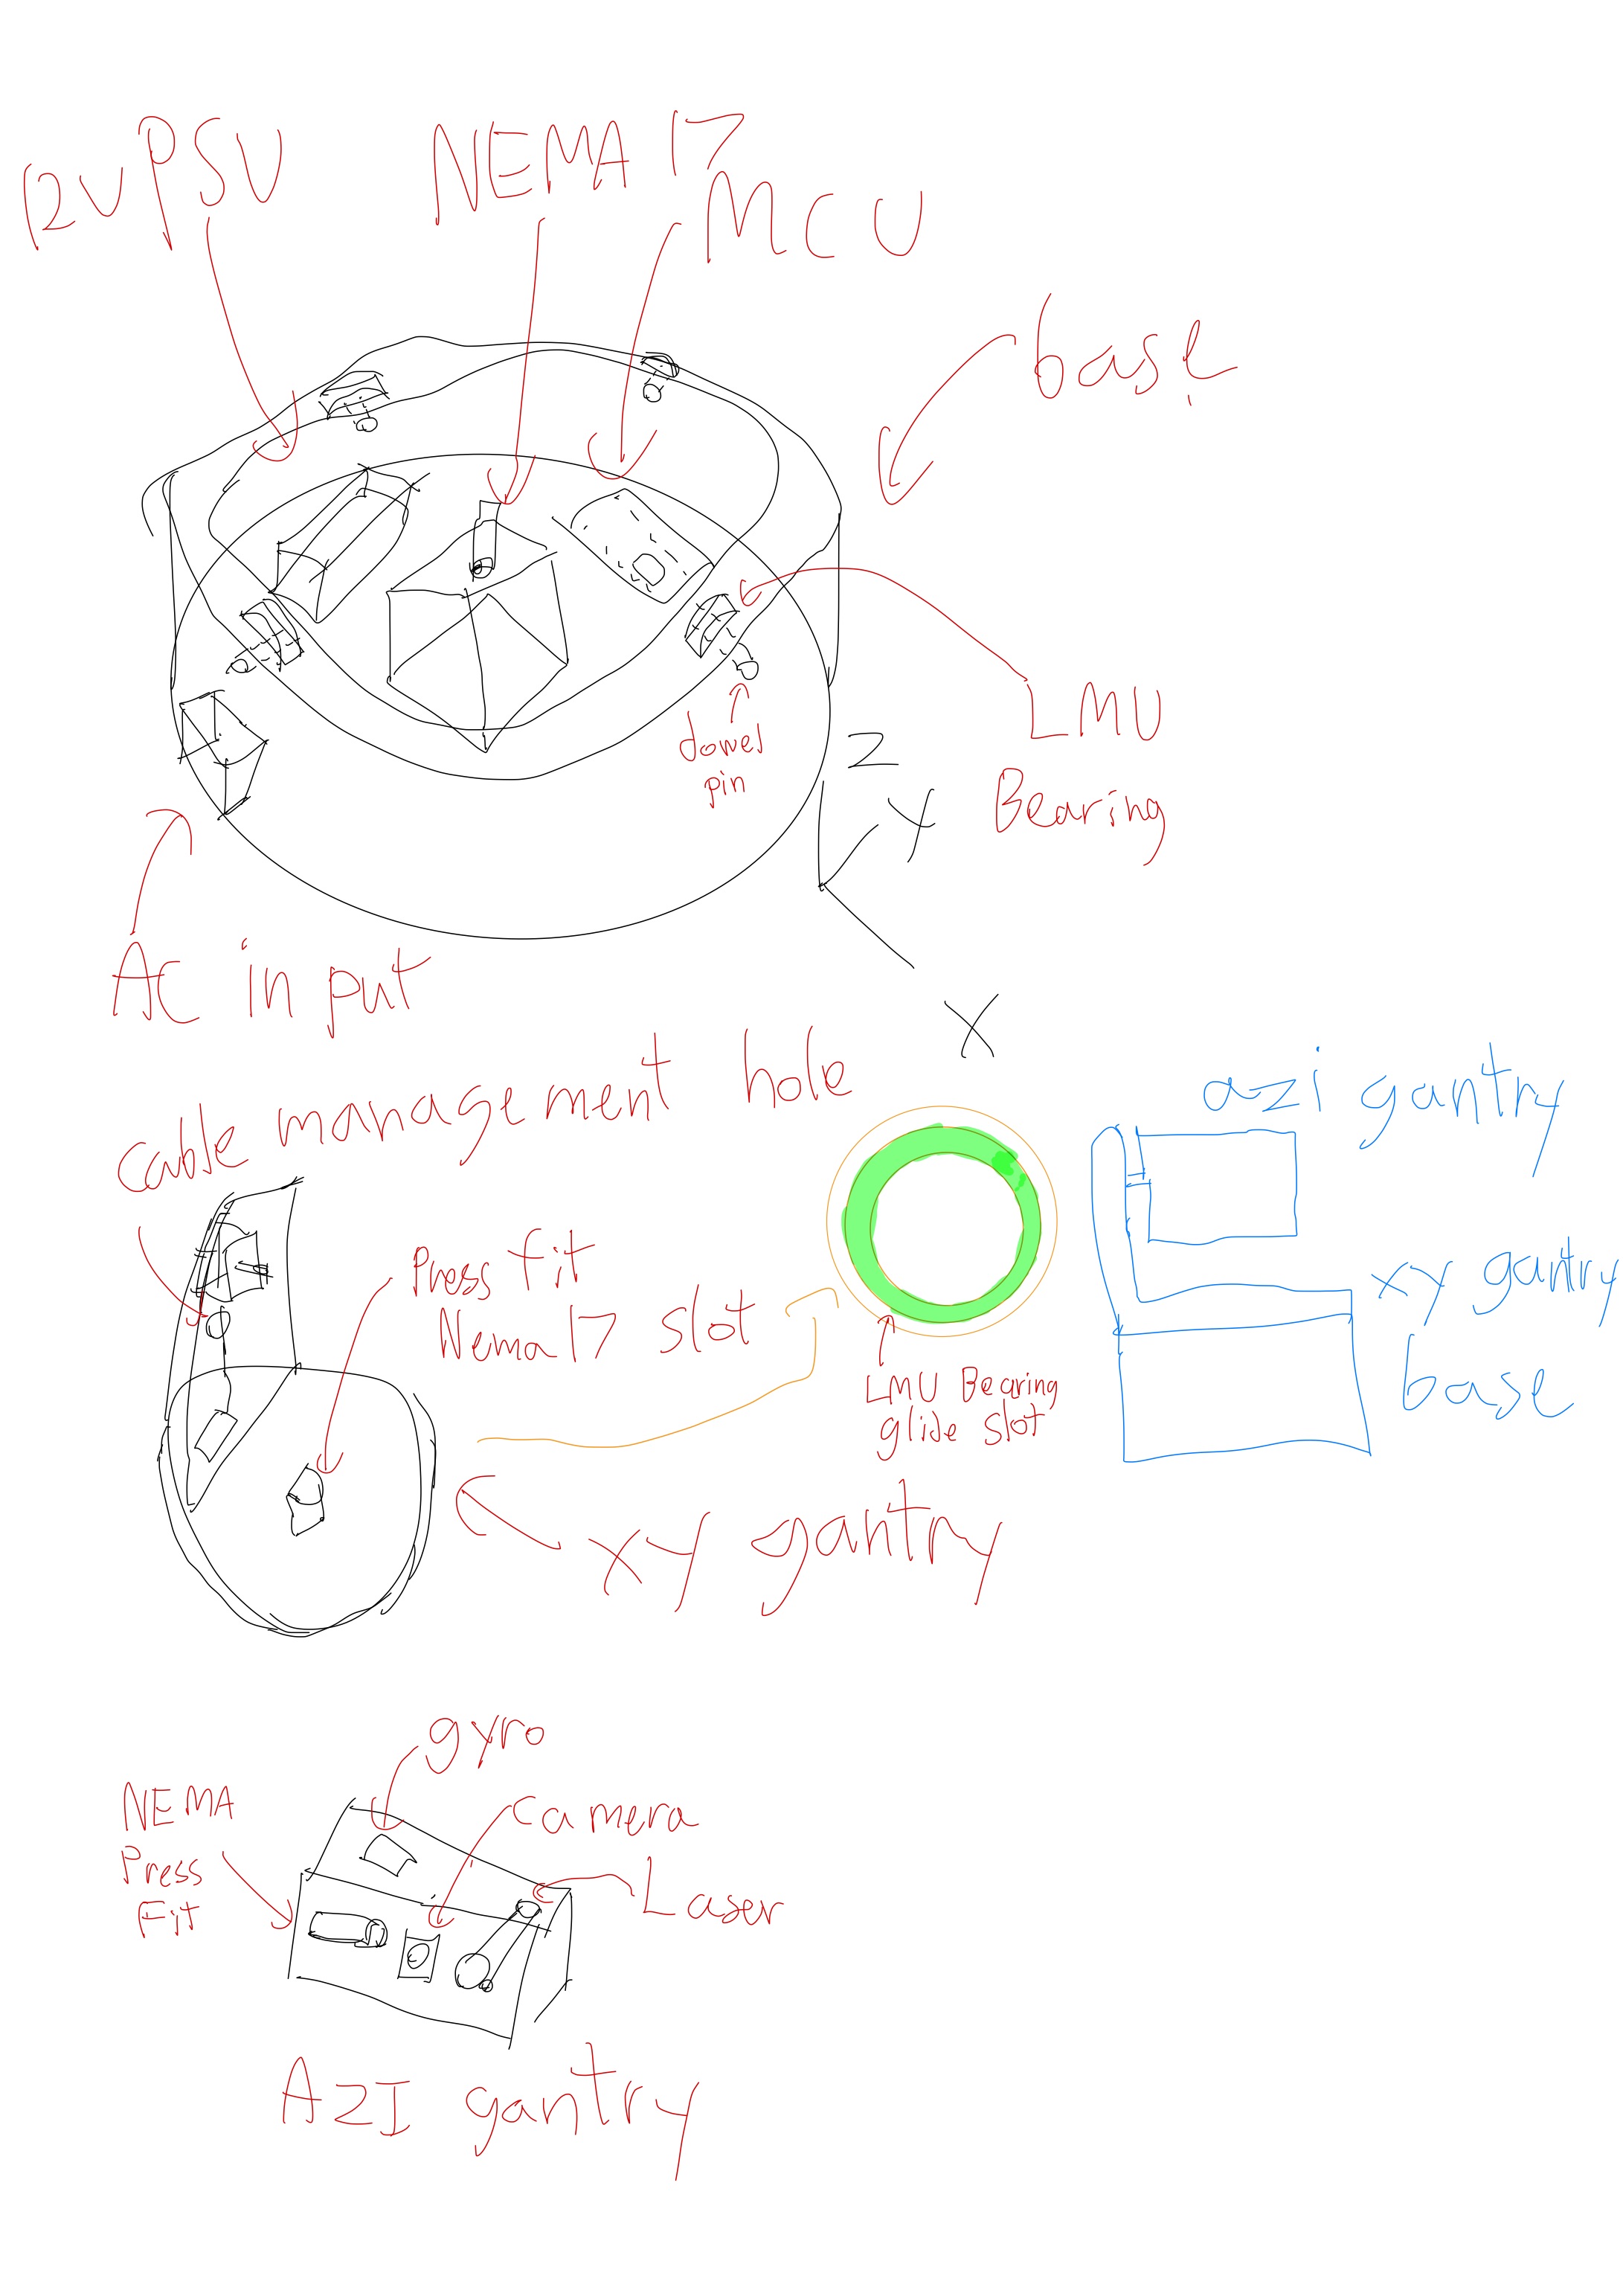 12V PSU
NEMA 17
MCU
base
LMU
Bearing
dowel
pin
Z
Y
X
AC input
cable management hole
Press fit
Nema 17 slot
LMU Bearing
glide slot
azi gantry
xy gantry
base
XY gantry
gyro
NEMA
Press
Fit
Camera
Laser
AZI gantry